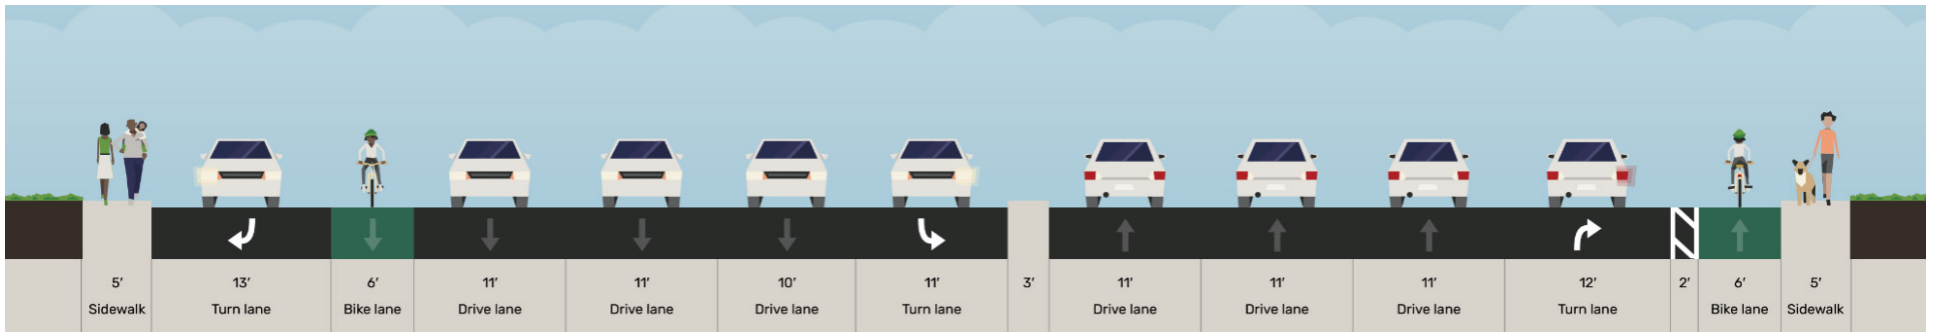 5′ 13′ 6′ 11′ 11′ 10′ 11′ 3′ 11′ 11′ 11′ 12′ 2′ 6′ 5′
Sidewalk Turn lane Bike lane Drive lane Drive lane Drive lane Turn lane Drive lane Drive lane Drive lane Turn lane Bike lane Sidewalk